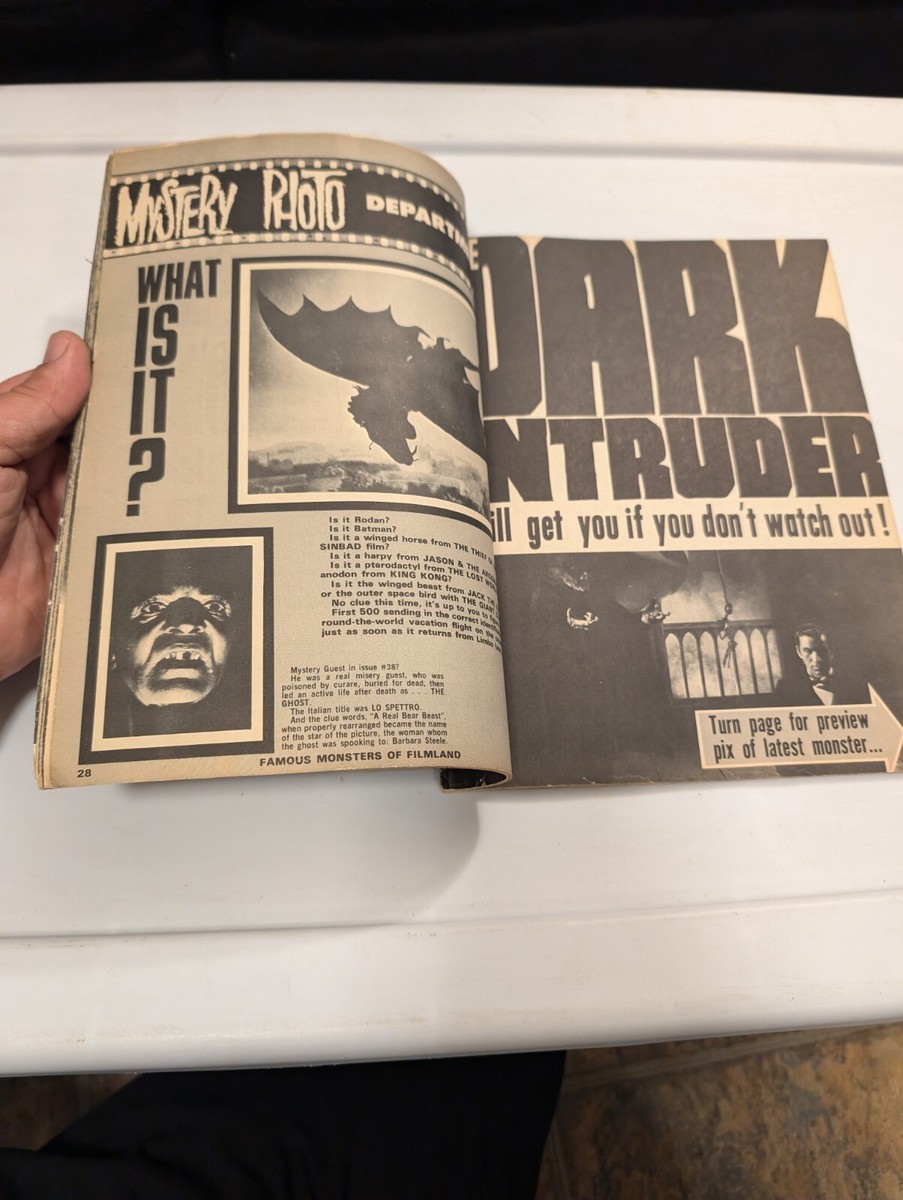 MYSTERY PHOTO
WHAT
IS
IT
?
Is it Rodan?
Is it Batman?
Is it a winged horse from THE THIEF
SINBAD film?
Is it a harpy from JASON & THE
Is it a pterodactyl from THE LOST
anodon from KING KONG?
Is it the winged beast from JACK THE
or the outer space bird with THE GIANT
No clue this time, it's up to you to
First 500 sending in the correct
round-the-world vacation flight on the
just as soon as it returns from Limbo
Mystery Guest in issue #38?
He was a real misery guest, who was
poisoned by curare, buried for dead, then
led an active life after death as . . . THE
GHOST.
The Italian title was LO SPETTRO.
And the clue words, "A Real Bear Beast",
when properly rearranged became the name
of the star of the picture, the woman whom
the ghost was spooking to: Barbara Steele.
28
FAMOUS MONSTERS OF FILMLAND
DARK
NTRUDER
ill get you if you don't watch out!
Turn page for preview
pix of latest monster...